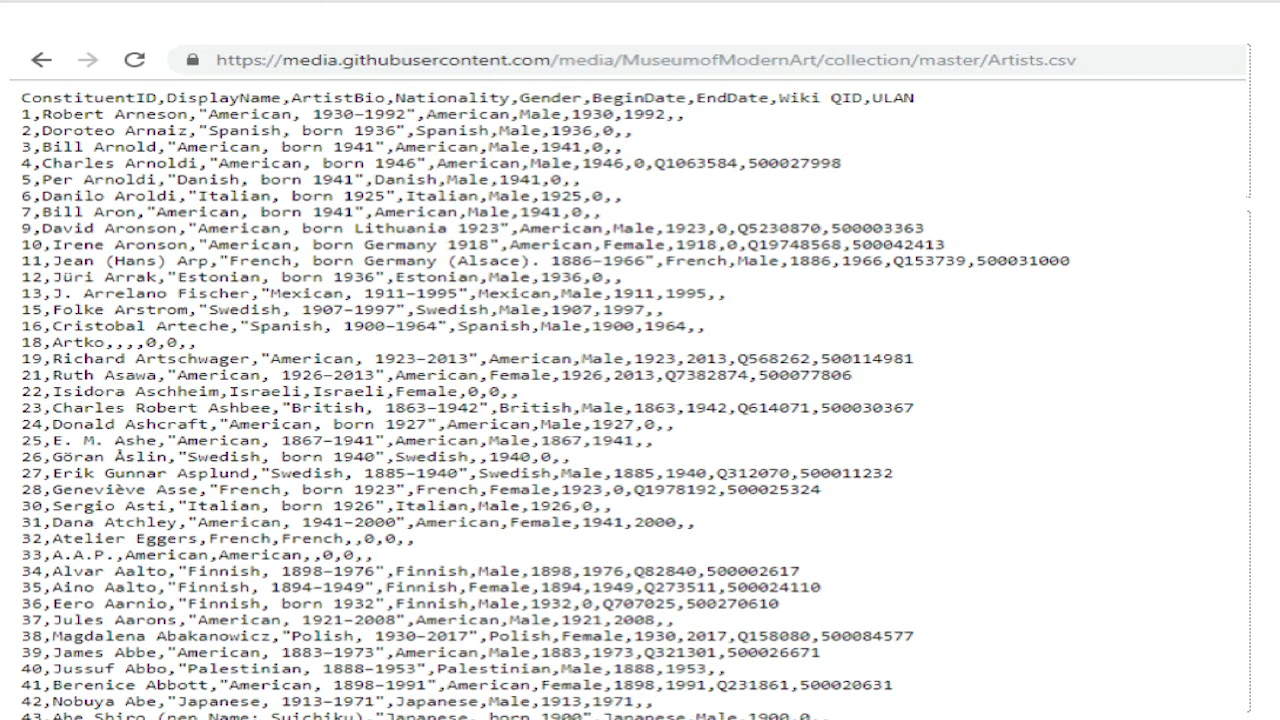 https://media.githubusercontent.com/media/MuseumofModernArt/collection/master/Artists.csv
ConstituentID,DisplayName,ArtistBio,Nationality,Gender,BeginDate,EndDate,Wiki QID,ULAN
1,Robert Arneson,"American, 1930–1992",American,Male,1930,1992,,
2,Doroteo Arnaiz,"Spanish, born 1936",Spanish,Male,1936,0,,
3,Bill Arnold,"American, born 1941",American,Male,1941,0,,
4,Charles Arnoldi,"American, born 1946",American,Male,1946,0,Q1063584,500027998
5,Per Arnoldi,"Danish, born 1941",Danish,Male,1941,0,,
6,Danilo Aroldi,"Italian, born 1925",Italian,Male,1925,0,,
7,Bill Aron,"American, born 1941",American,Male,1941,0,,
9,David Aronson,"American, born Lithuania 1923",American,Male,1923,0,Q5230870,500003363
10,Irene Aronson,"American, born Germany 1918",American,Female,1918,0,Q19748568,500042413
11,Jean (Hans) Arp,"French, born Germany (Alsace). 1886–1966",French,Male,1886,1966,Q153739,500031000
12,Jüri Arrak,"Estonian, born 1936",Estonian,Male,1936,0,,
13,J. Arrelano Fischer,"Mexican, 1911–1995",Mexican,Male,1911,1995,,
15,Folke Arstrom,"Swedish, 1907–1997",Swedish,Male,1907,1997,,
16,Cristobal Arteche,"Spanish, 1900–1964",Spanish,Male,1900,1964,,
18,Artko,,,,0,0,,
19,Richard Artschwager,"American, 1923–2013",American,Male,1923,2013,Q568262,500114981
21,Ruth Asawa,"American, 1926–2013",American,Female,1926,2013,Q7382874,500077806
22,Isidora Aschheim,Israeli,Israeli,Female,0,0,,
23,Charles Robert Ashbee,"British, 1863–1942",British,Male,1863,1942,Q614071,500030367
24,Donald Ashcraft,"American, born 1927",American,Male,1927,0,,
25,E. M. Ashe,"American, 1867–1941",American,Male,1867,1941,,
26,Göran Åslin,"Swedish, born 1940",Swedish,,1940,0,,
27,Erik Gunnar Asplund,"Swedish, 1885–1940",Swedish,Male,1885,1940,Q312070,500011232
28,Geneviève Asse,"French, born 1923",French,Female,1923,0,Q1978192,500025324
30,Sergio Asti,"Italian, born 1926",Italian,Male,1926,0,,
31,Dana Atchley,"American, 1941–2000",American,Female,1941,2000,,
32,Atelier Eggers,French,French,,0,0,,
33,A.A.P.,American,American,,0,0,,
34,Alvar Aalto,"Finnish, 1898–1976",Finnish,Male,1898,1976,Q82840,500002617
35,Aino Aalto,"Finnish, 1894–1949",Finnish,Female,1894,1949,Q273511,500024110
36,Eero Aarnio,"Finnish, born 1932",Finnish,Male,1932,0,Q707025,500270610
37,Jules Aarons,"American, 1921–2008",American,Male,1921,2008,,
38,Magdalena Abakanowicz,"Polish, 1930–2017",Polish,Female,1930,2017,Q158080,500084577
39,James Abbe,"American, 1883–1973",American,Male,1883,1973,Q321301,500026671
40,Jussuf Abbo,"Palestinian, 1888–1953",Palestinian,Male,1888,1953,,
41,Berenice Abbott,"American, 1898–1991",American,Female,1898,1991,Q231861,500020631
42,Nobuya Abe,"Japanese, 1913–1971",Japanese,Male,1913,1971,,
43,Abe Shiro (pen Name: Suichiku),"Japanese, born 1900",Japanese,Male,1900,0,,